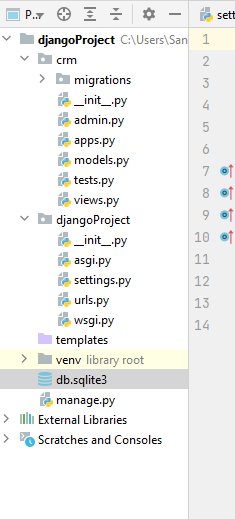 P...
sett
djangoProject C:\Users\San
crm
migrations
__init__.py
admin.py
apps.py
models.py
tests.py
views.py
djangoProject
__init__.py
asgi.py
settings.py
urls.py
wsgi.py
templates
venv library root
db.sqlite3
manage.py
External Libraries
Scratches and Consoles
1
2
3
4
5
6
7
8
9
10
11
12
13
14